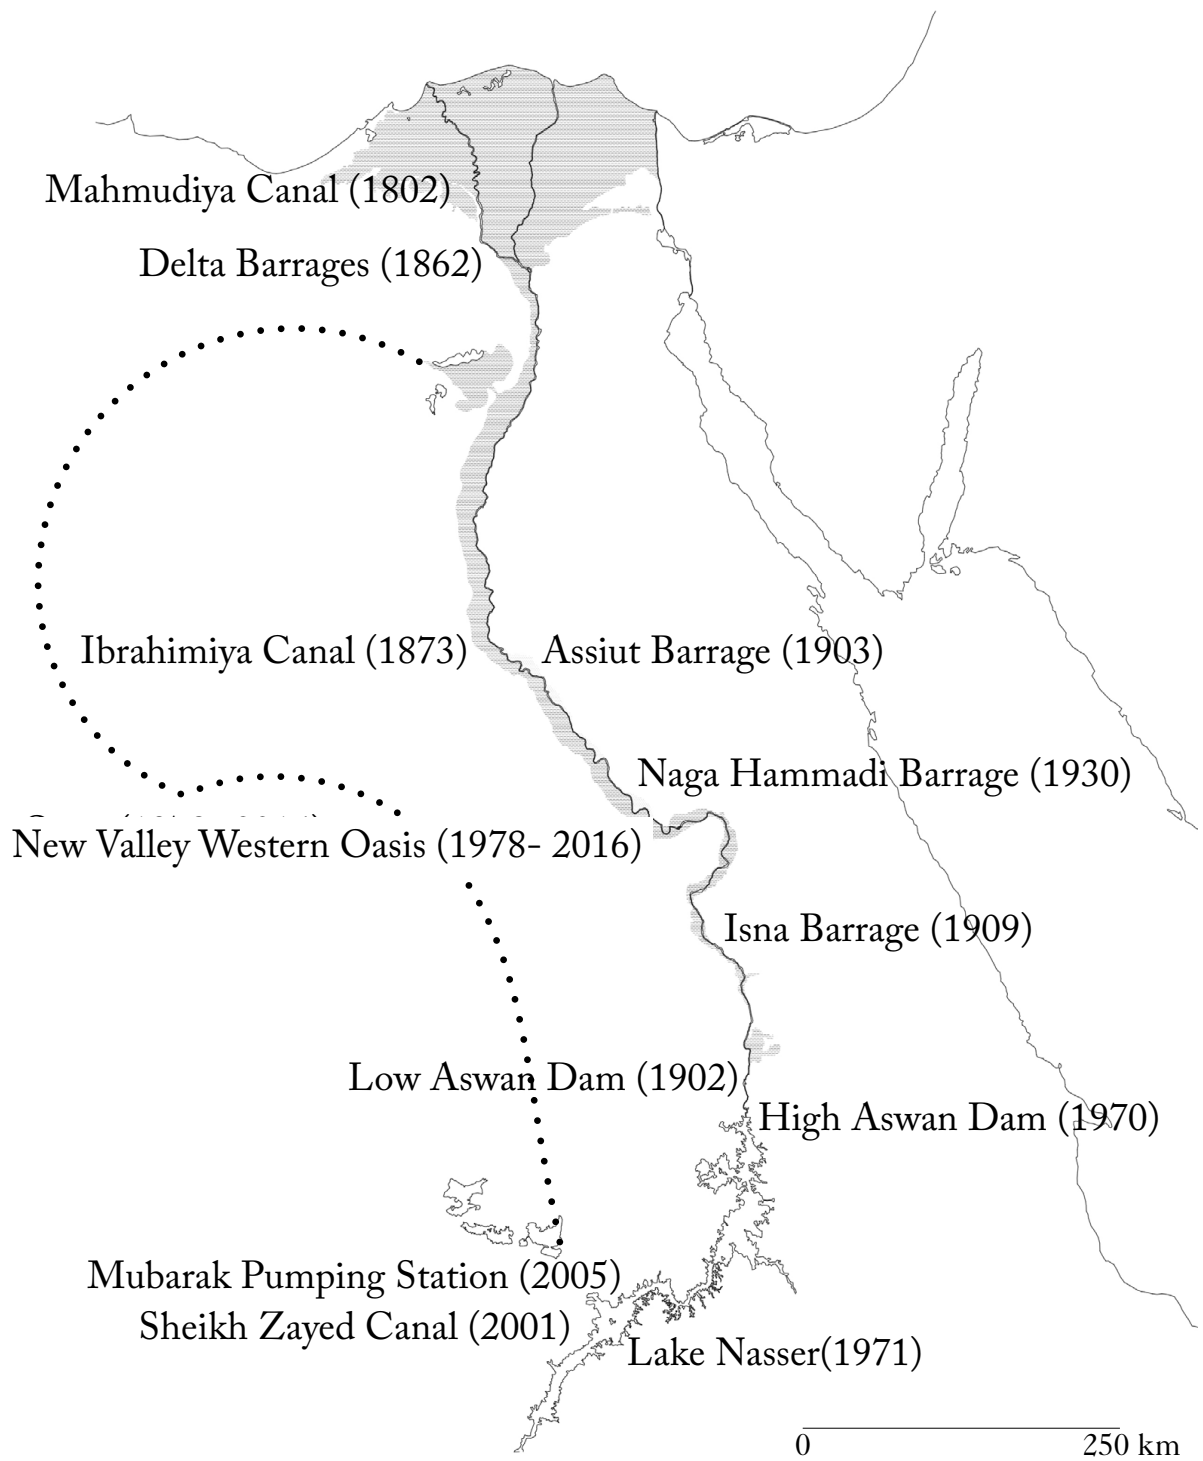 Mahmudiya Canal (1802)
Delta Barrages (1862)
Ibrahimiya Canal (1873)
Assiut Barrage (1903)
Naga Hammadi Barrage (1930)
New Valley Western Oasis (1978- 2016)
Isna Barrage (1909)
Low Aswan Dam (1902)
High Aswan Dam (1970)
Mubarak Pumping Station (2005)
Sheikh Zayed Canal (2001)
Lake Nasser(1971)
0
250 km